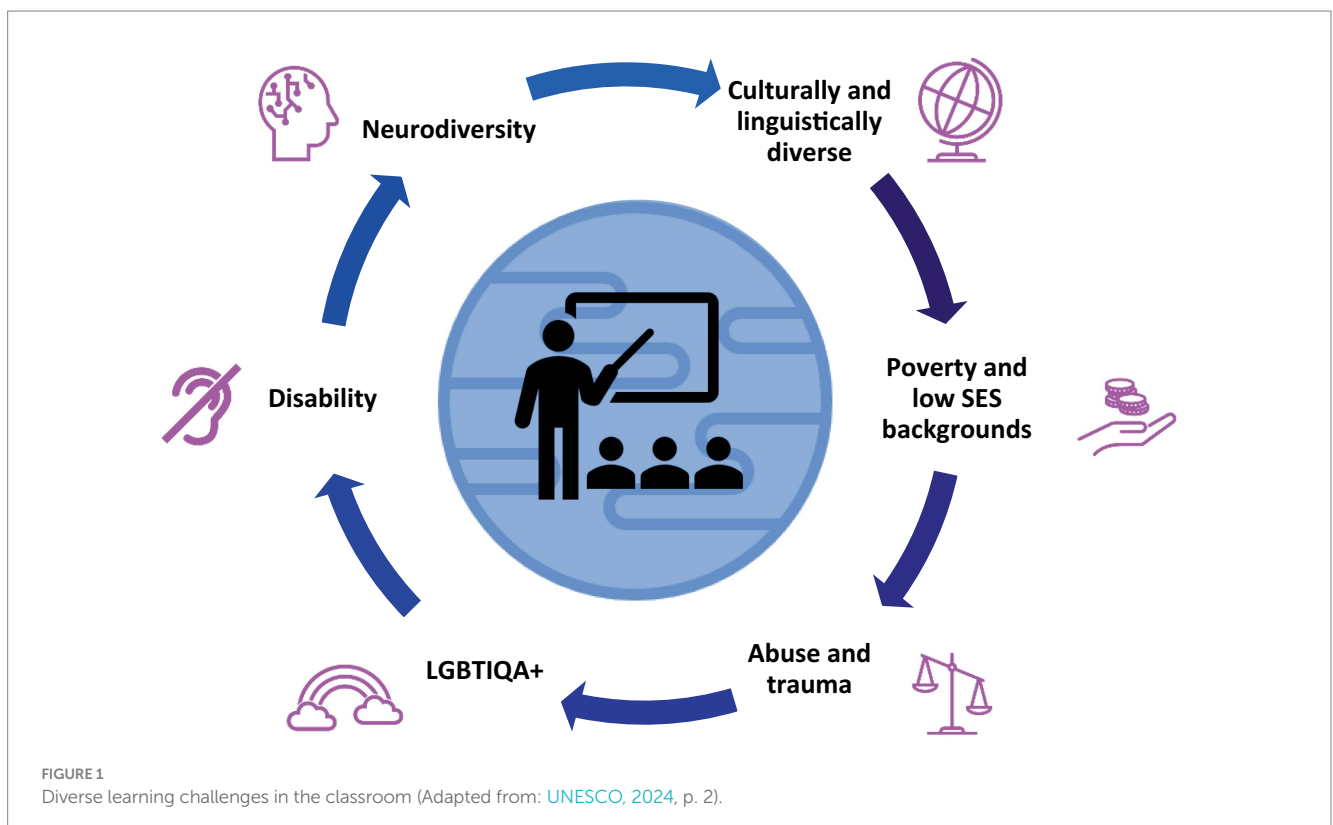 Neurodiversity
Culturally and
linguistically
diverse
Poverty and
low SES
backgrounds
Abuse and
trauma
LGBTIQA+
Disability
FIGURE 1
Diverse learning challenges in the classroom (Adapted from: UNESCO, 2024, p. 2).